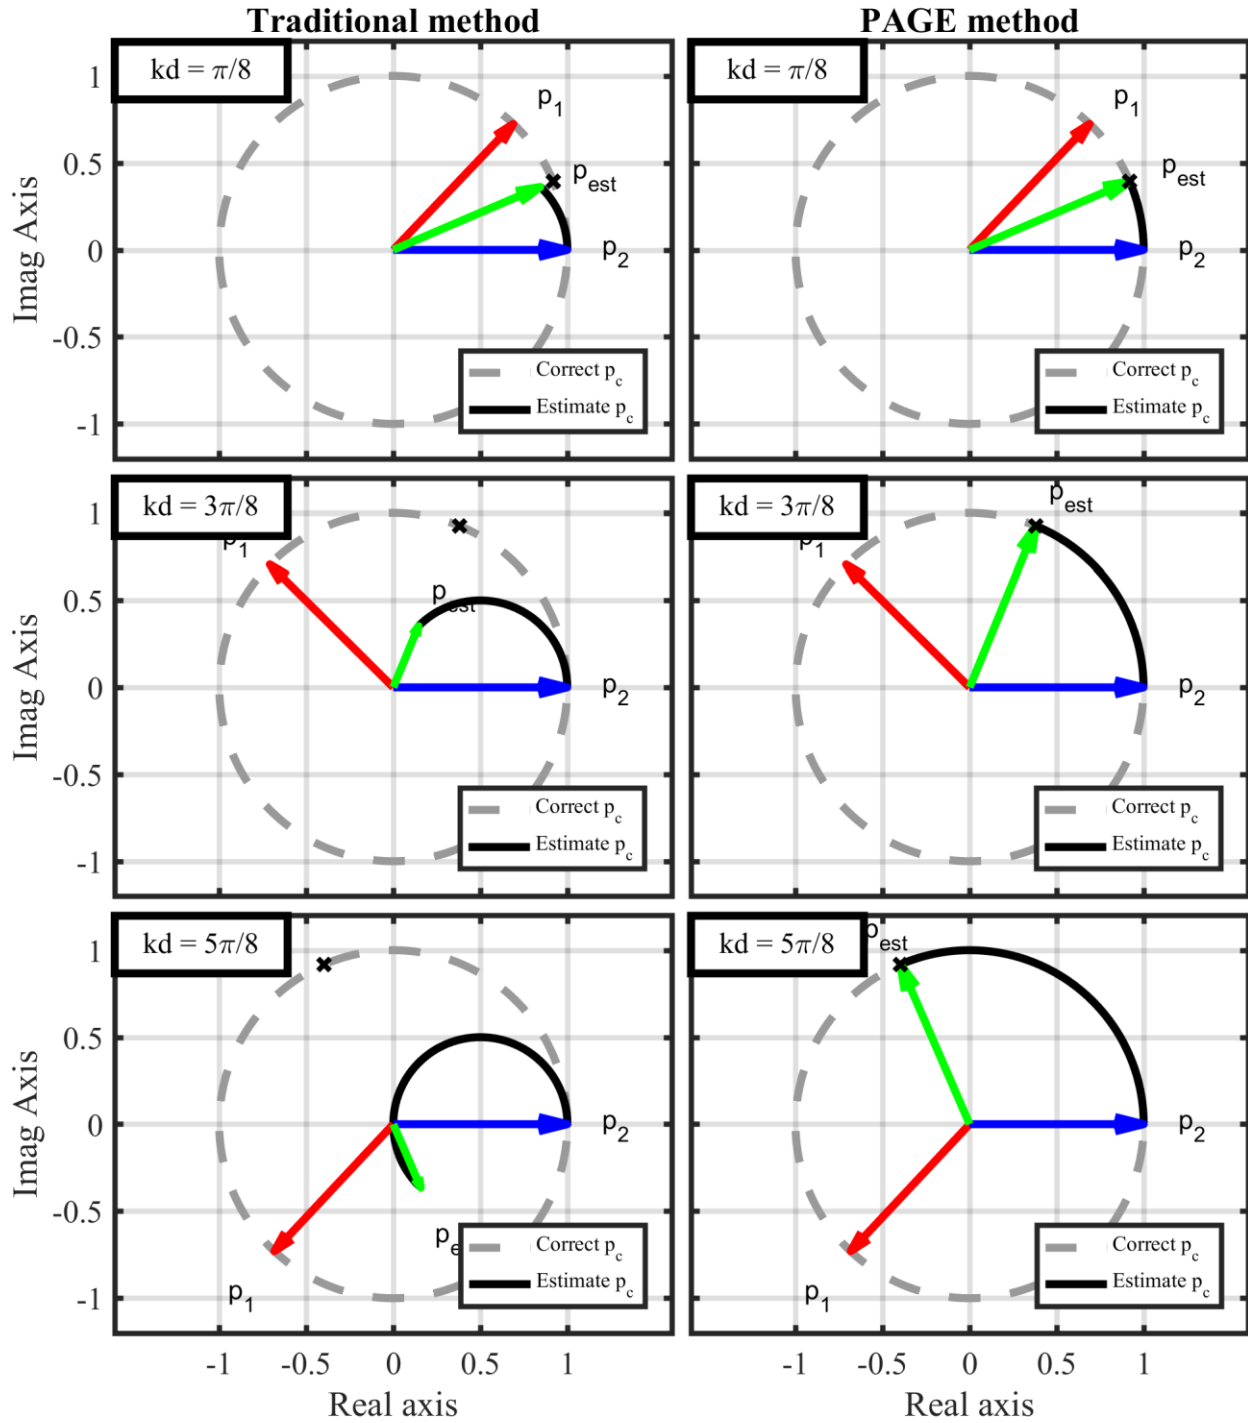 Traditional method
PAGE method
kd = π/8
kd = π/8
1
0.5
0
-0.5
-1
Imag Axis
p1
pest
p2
p1
pest
p2
Correct pc
Estimate pc
Correct pc
Estimate pc
kd = 3π/8
kd = 3π/8
1
0.5
0
-0.5
-1
Imag Axis
p1
pest
p2
p1
pest
p2
Correct pc
Estimate pc
Correct pc
Estimate pc
kd = 5π/8
kd = 5π/8
1
0.5
0
-0.5
-1
Imag Axis
p2
p1
pest
p2
p1
Correct pc
Estimate pc
Correct pc
Estimate pc
-1 -0.5 0 0.5 1
-1 -0.5 0 0.5 1
Real axis
Real axis